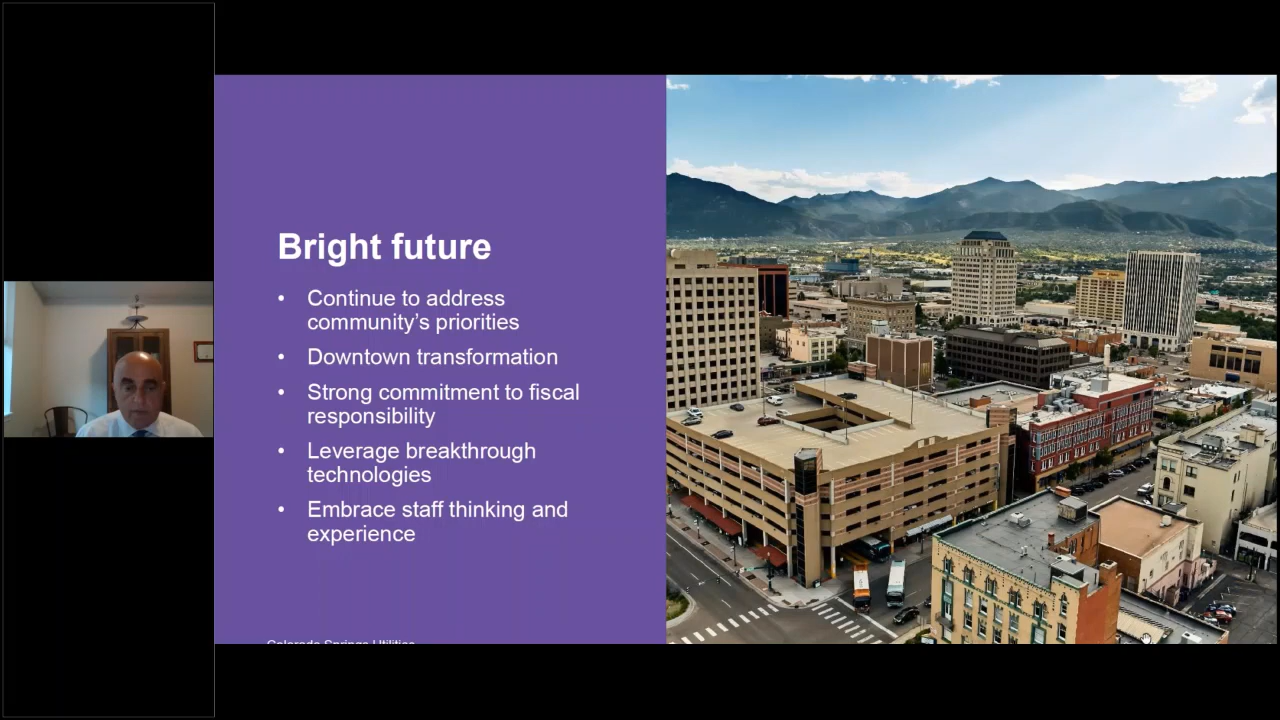 Bright future
• Continue to address
community's priorities
• Downtown transformation
• Strong commitment to fiscal
responsibility
• Leverage breakthrough
technologies
• Embrace staff thinking and
experience
Colorado Springs Utilities